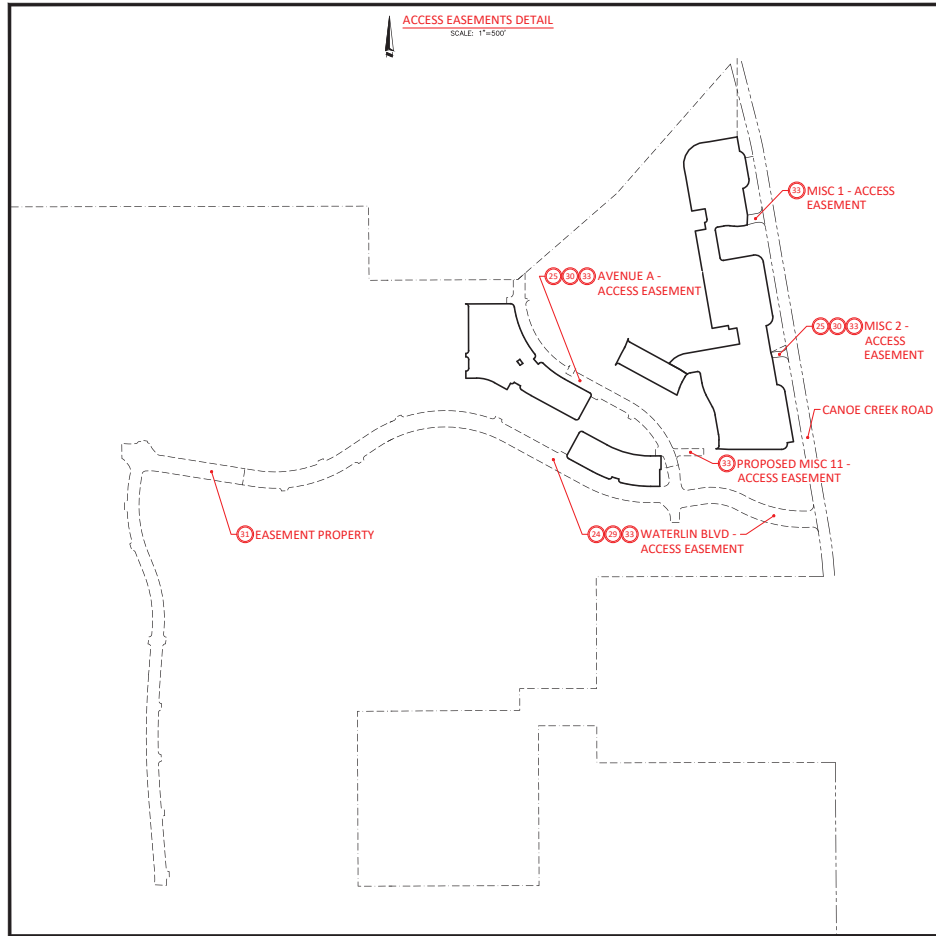 ACCESS EASEMENTS DETAIL
SCALE: 1"=500'
33 MISC 1 - ACCESS
EASEMENT
25 30 33 AVENUE A -
ACCESS EASEMENT
25 30 33 MISC 2 -
ACCESS
EASEMENT
CANOE CREEK ROAD
33 PROPOSED MISC 11 -
ACCESS EASEMENT
31 EASEMENT PROPERTY
24 29 33 WATERLIN BLVD -
ACCESS EASEMENT